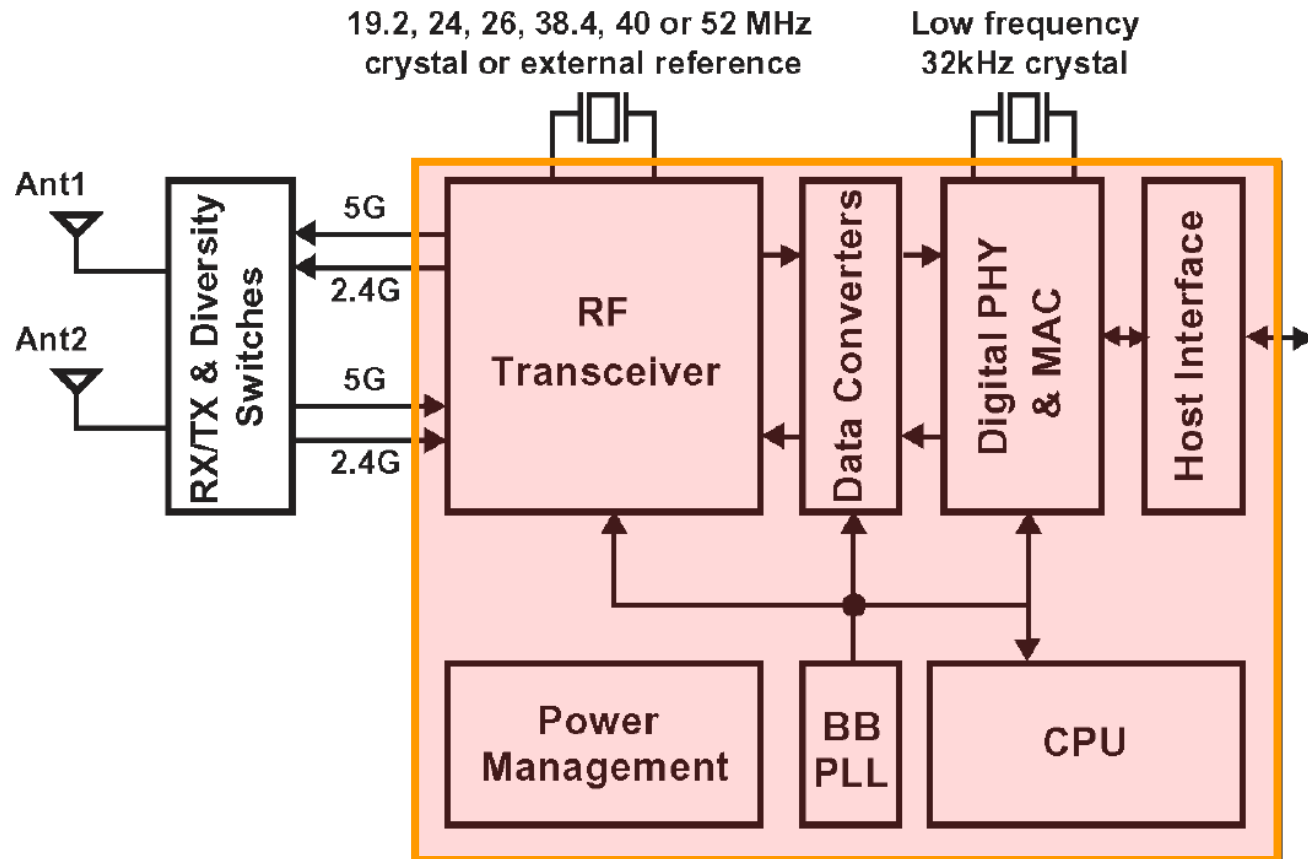 19.2, 24, 26, 38.4, 40 or 52 MHz
crystal or external reference
Low frequency
32kHz crystal
Ant1
Ant2
RX/TX & Diversity
Switches
5G
2.4G
5G
2.4G
RF
Transceiver
Data Converters
Digital PHY
& MAC
Host Interface
Power
Management
BB
PLL
CPU